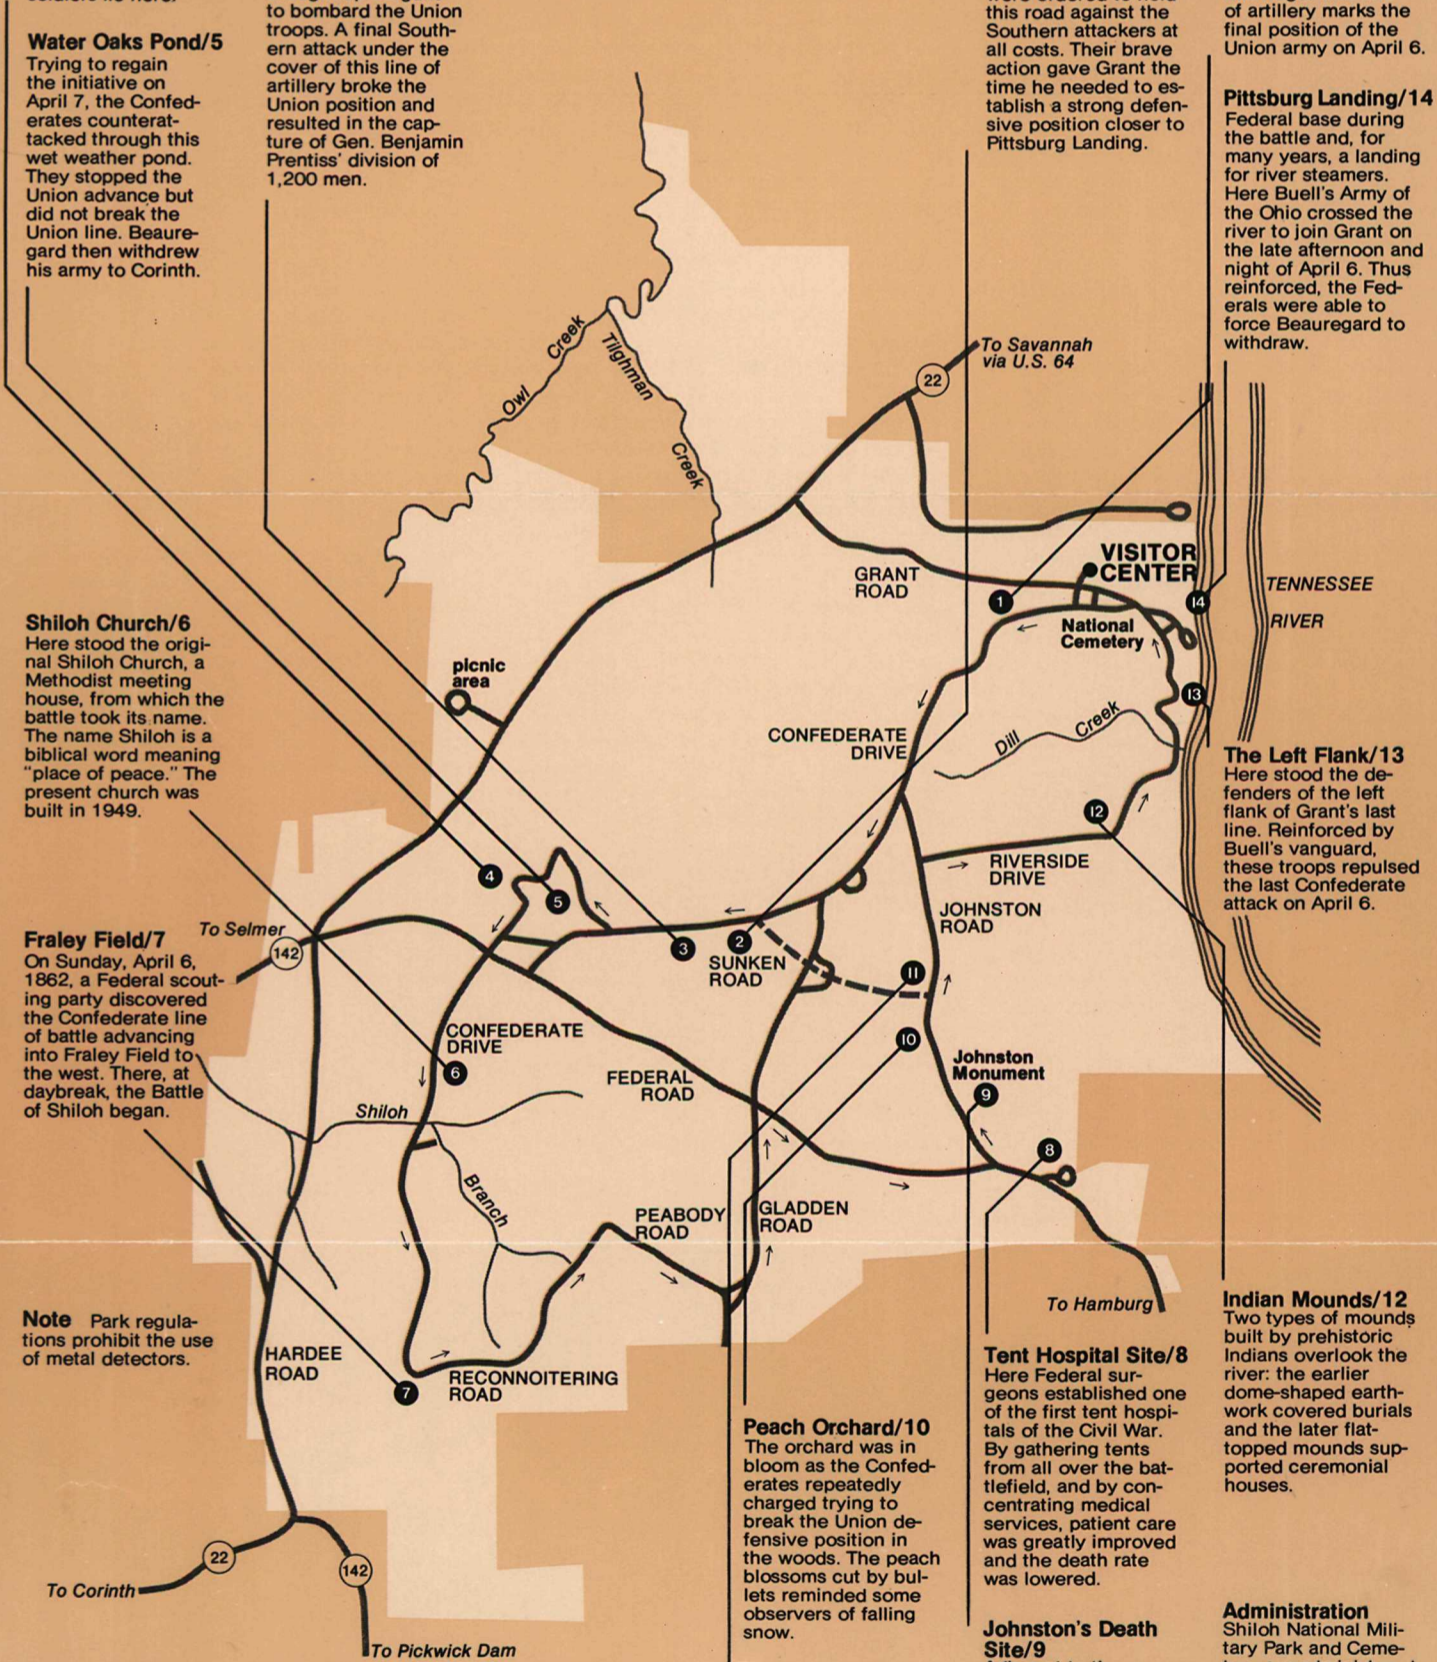 to bombard the Union
troops. A final South-
ern attack under the
cover of this line of
artillery broke the
Union position and
resulted in the cap-
ture of Gen. Benjamin
Prentiss' division of
1,200 men.
this road against the
Southern attackers at
all costs. Their brave
action gave Grant the
time he needed to es-
tablish a strong defen-
sive position closer to
Pittsburg Landing.
of artillery marks the
final position of the
Union army on April 6.
Water Oaks Pond/5
Trying to regain
the initiative on
April 7, the Confed-
erates counterat-
tacked through this
wet weather pond.
They stopped the
Union advance but
did not break the
Union line. Beaure-
gard then withdrew
his army to Corinth.
Pittsburg Landing/14
Federal base during
the battle and, for
many years, a landing
for river steamers.
Here Buell's Army of
the Ohio crossed the
river to join Grant on
the late afternoon and
night of April 6. Thus
reinforced, the Fed-
erals were able to
force Beauregard to
withdraw.
Shiloh Church/6
Here stood the origi-
nal Shiloh Church, a
Methodist meeting
house, from which the
battle took its name.
The name Shiloh is a
biblical word meaning
"place of peace." The
present church was
built in 1949.
Fraley Field/7
On Sunday, April 6,
1862, a Federal scout-
ing party discovered
the Confederate line
of battle advancing
into Fraley Field to
the west. There, at
daybreak, the Battle
of Shiloh began.
Note Park regula-
tions prohibit the use
of metal detectors.
Owl Creek
Tilghman Creek
To Savannah
via U.S. 64
22
GRANT
ROAD
VISITOR
CENTER
1
14
TENNESSEE
RIVER
National
Cemetery
13
picnic
area
CONFEDERATE
DRIVE
Dill Creek
12
4
5
RIVERSIDE
DRIVE
JOHNSTON
ROAD
To Selmer
142
3
2
SUNKEN
ROAD
11
10
CONFEDERATE
DRIVE
6
FEDERAL
ROAD
Johnston
Monument
9
8
Shiloh
Branch
PEABODY
ROAD
GLADDEN
ROAD
To Hamburg
HARDEE
ROAD
RECONNOITERING
ROAD
7
22
142
To Corinth
To Pickwick Dam
The Left Flank/13
Here stood the de-
fenders of the left
flank of Grant's last
line. Reinforced by
Buell's vanguard,
these troops repulsed
the last Confederate
attack on April 6.
Peach Orchard/10
The orchard was in
bloom as the Confed-
erates repeatedly
charged trying to
break the Union de-
fensive position in
the woods. The peach
blossoms cut by bul-
lets reminded some
observers of falling
snow.
Tent Hospital Site/8
Here Federal sur-
geons established one
of the first tent hospi-
tals of the Civil War.
By gathering tents
from all over the bat-
tlefield, and by con-
centrating medical
services, patient care
was greatly improved
and the death rate
was lowered.
Johnston's Death
Site/9
Indian Mounds/12
Two types of mounds
built by prehistoric
Indians overlook the
river: the earlier
dome-shaped earth-
work covered burials
and the later flat-
topped mounds sup-
ported ceremonial
houses.
Administration
Shiloh National Mili-
tary Park and Ceme-